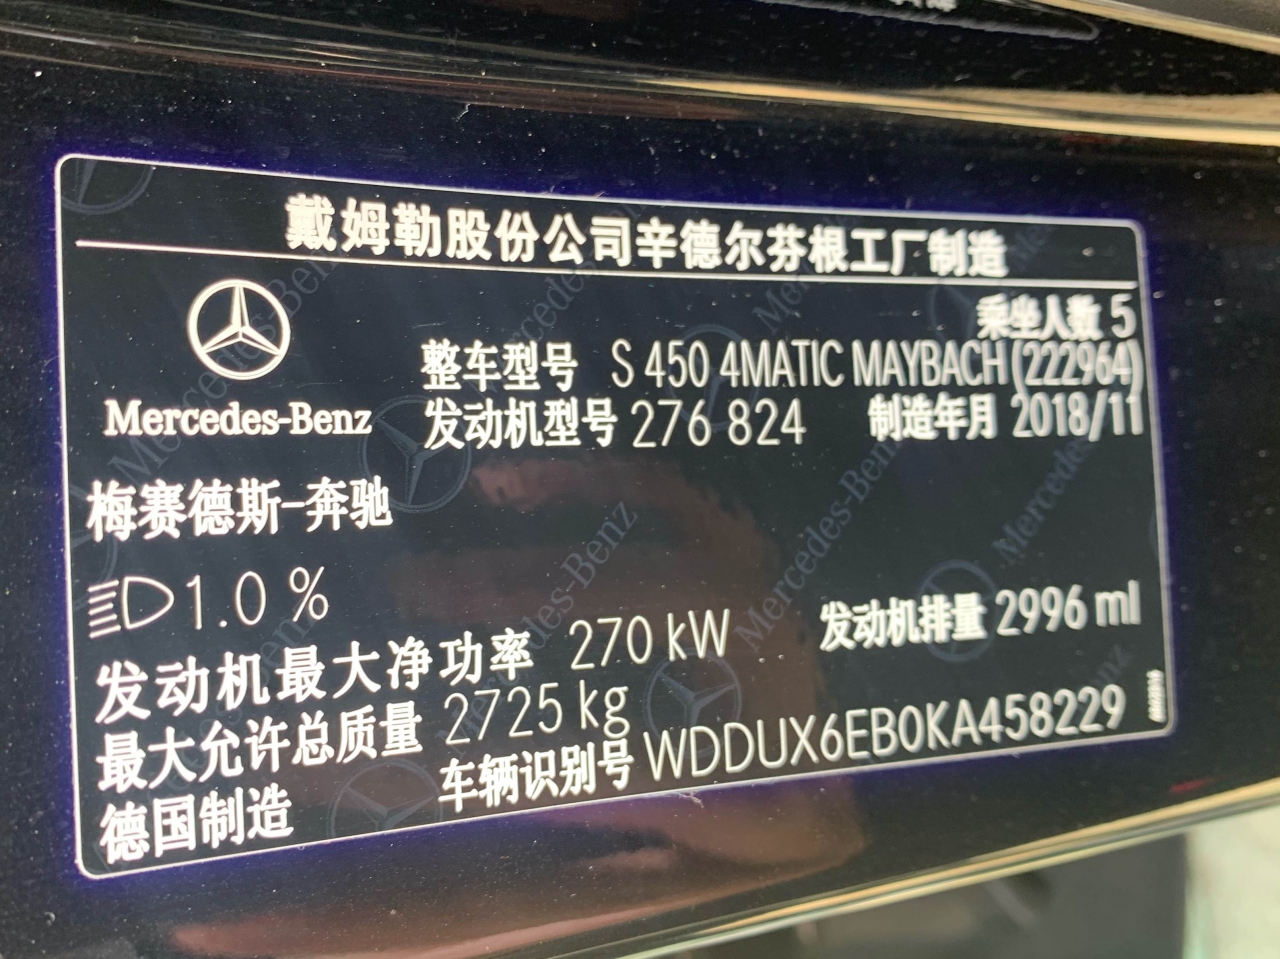 戴姆勒股份公司辛德尔芬根工厂制造
乘坐人数 5
整车型号 S 450 4MATIC MAYBACH (222964)
Mercedes-Benz
发动机型号 276 824 制造年月 2018/11
梅赛德斯-奔驰
1.0 %
发动机最大净功率 270 kW 发动机排量 2996 ml
最大允许总质量 2725 kg
车辆识别号 WDDUX6EB0KA458229
德国制造